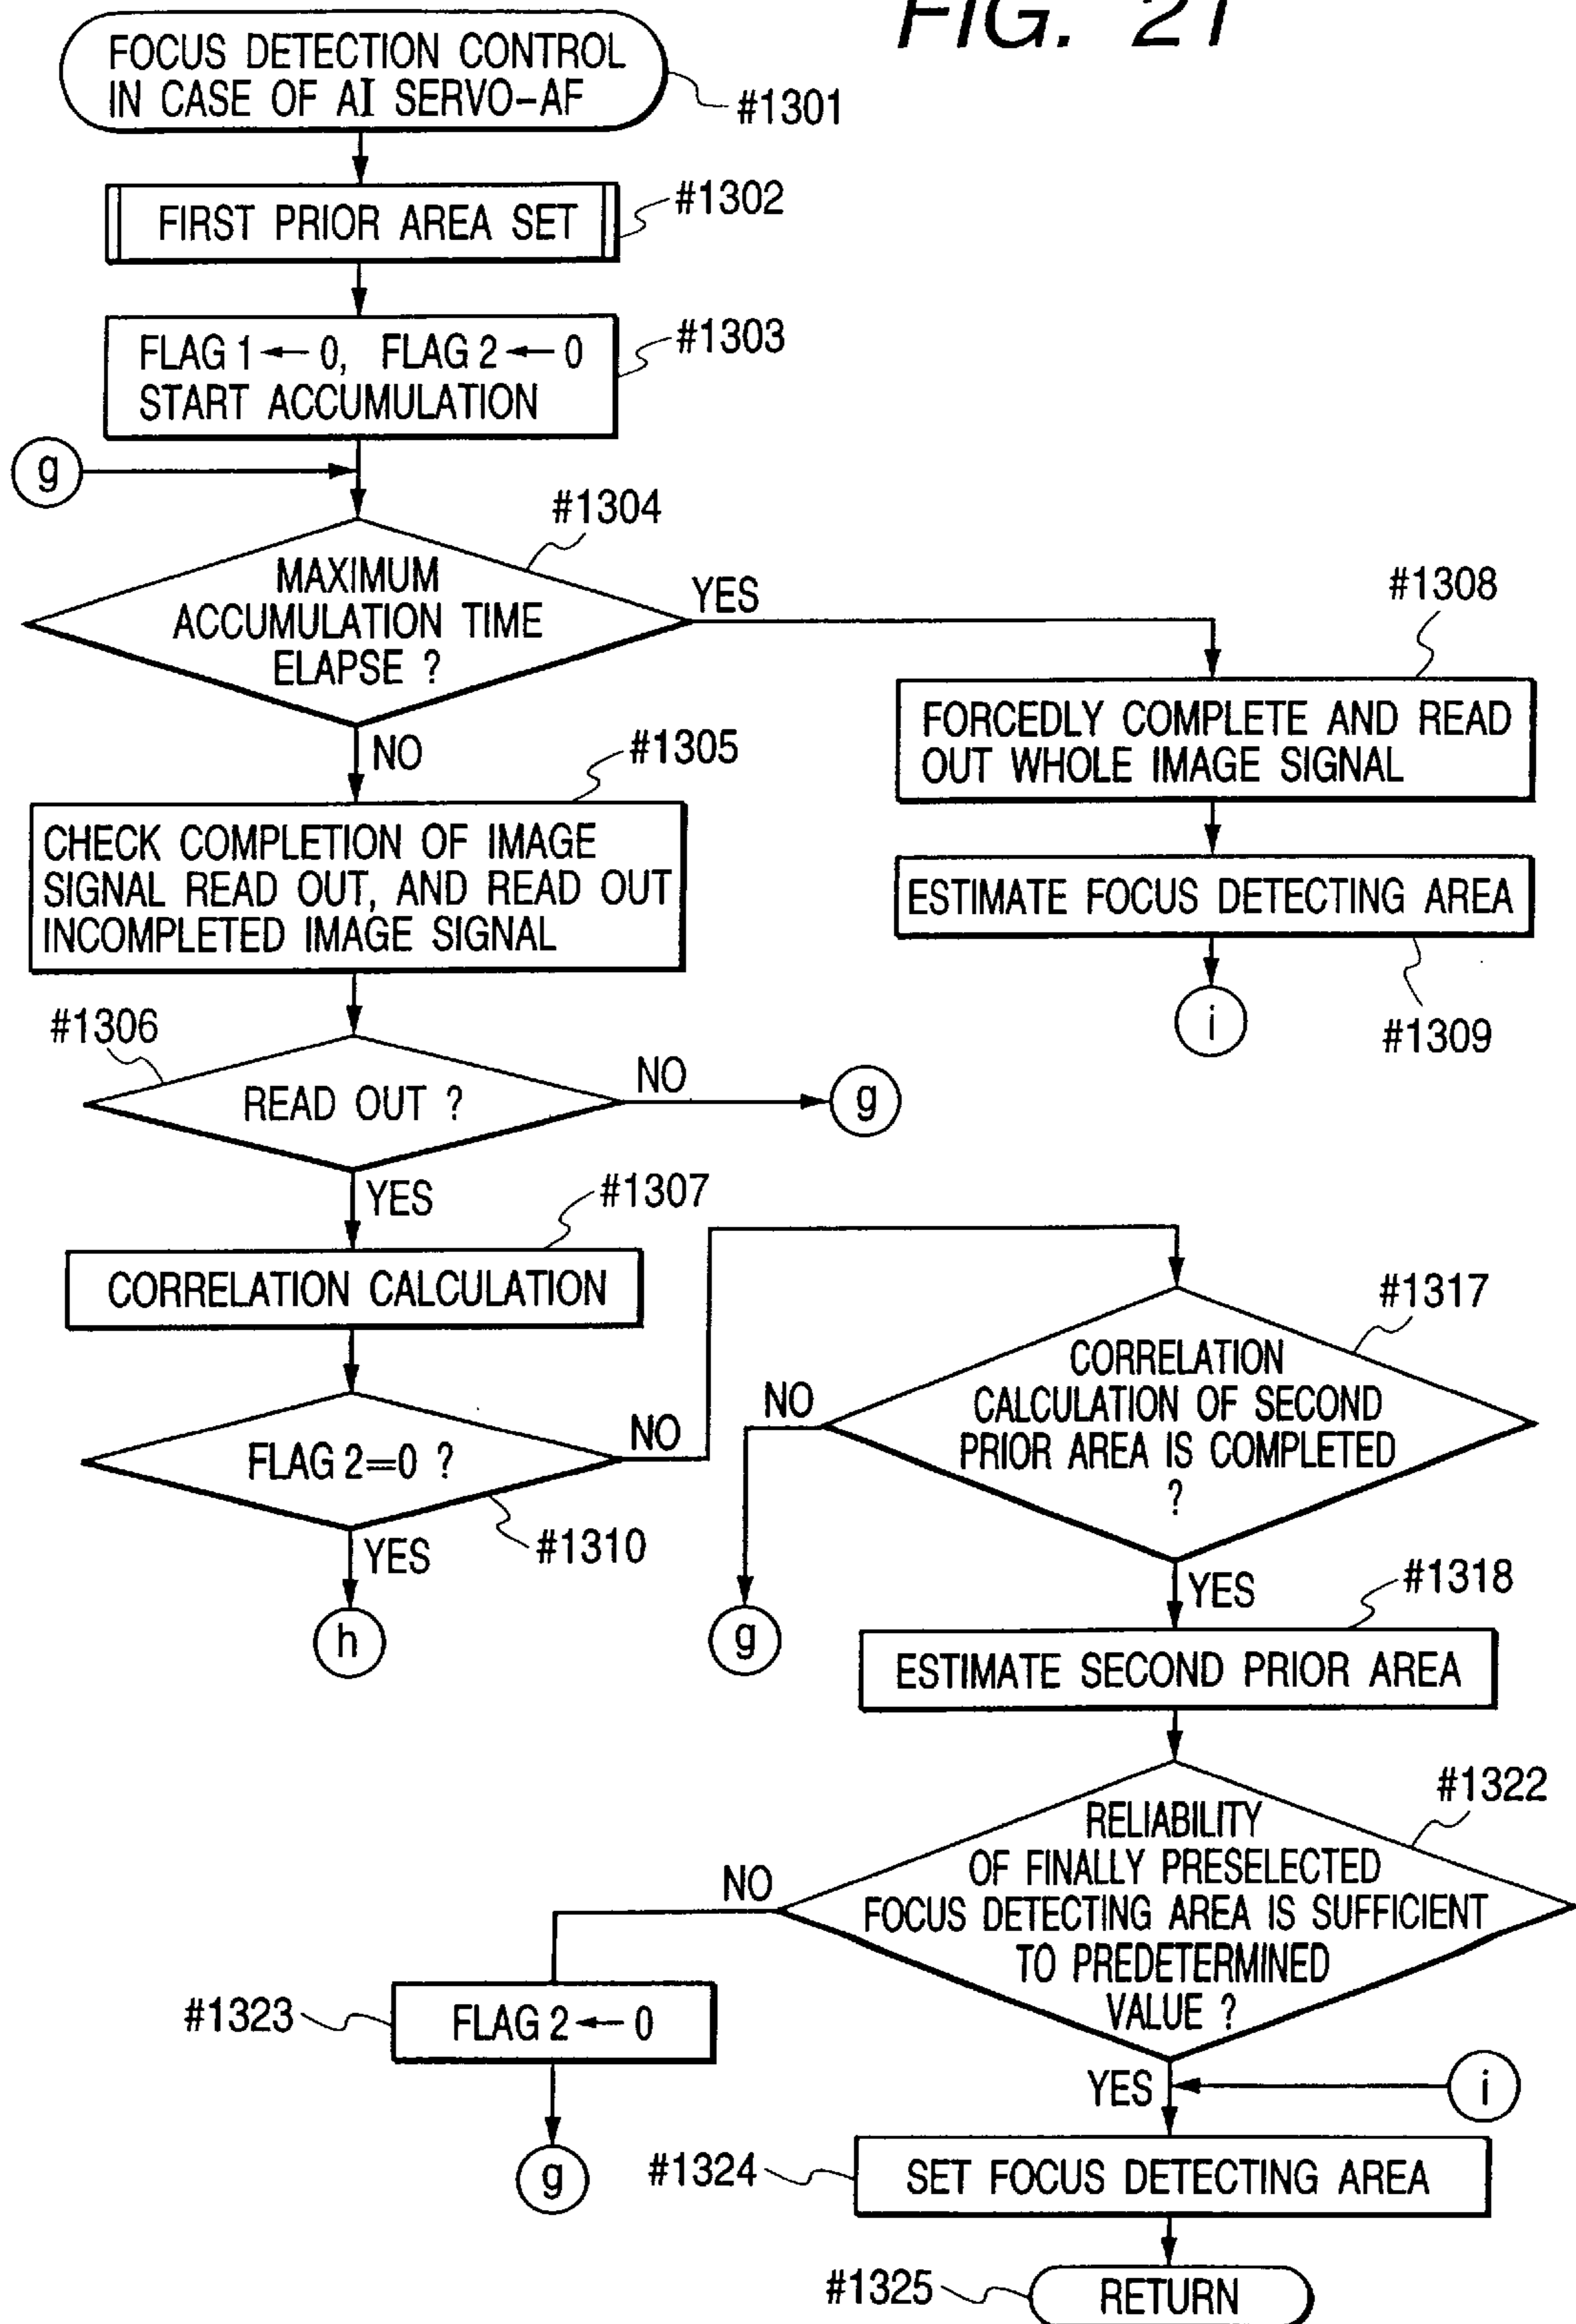 FIG. 21
FOCUS DETECTION CONTROL
IN CASE OF AI SERVO-AF
#1301
FIRST PRIOR AREA SET
#1302
FLAG 1 ← 0, FLAG 2 ← 0
START ACCUMULATION
#1303
g
#1304
MAXIMUM
ACCUMULATION TIME
ELAPSE ?
YES
NO
#1308
FORCEDLY COMPLETE AND READ
OUT WHOLE IMAGE SIGNAL
ESTIMATE FOCUS DETECTING AREA
#1309
i
#1305
CHECK COMPLETION OF IMAGE
SIGNAL READ OUT, AND READ OUT
INCOMPLETED IMAGE SIGNAL
#1306
READ OUT ?
NO
g
YES
#1307
CORRELATION CALCULATION
FLAG 2=0 ?
NO
#1310
YES
h
#1317
CORRELATION
CALCULATION OF SECOND
PRIOR AREA IS COMPLETED
?
NO
g
YES
#1318
ESTIMATE SECOND PRIOR AREA
#1322
RELIABILITY
OF FINALLY PRESELECTED
FOCUS DETECTING AREA IS SUFFICIENT
TO PREDETERMINED
VALUE ?
NO
#1323
FLAG 2 ← 0
g
YES
i
#1324
SET FOCUS DETECTING AREA
#1325
RETURN